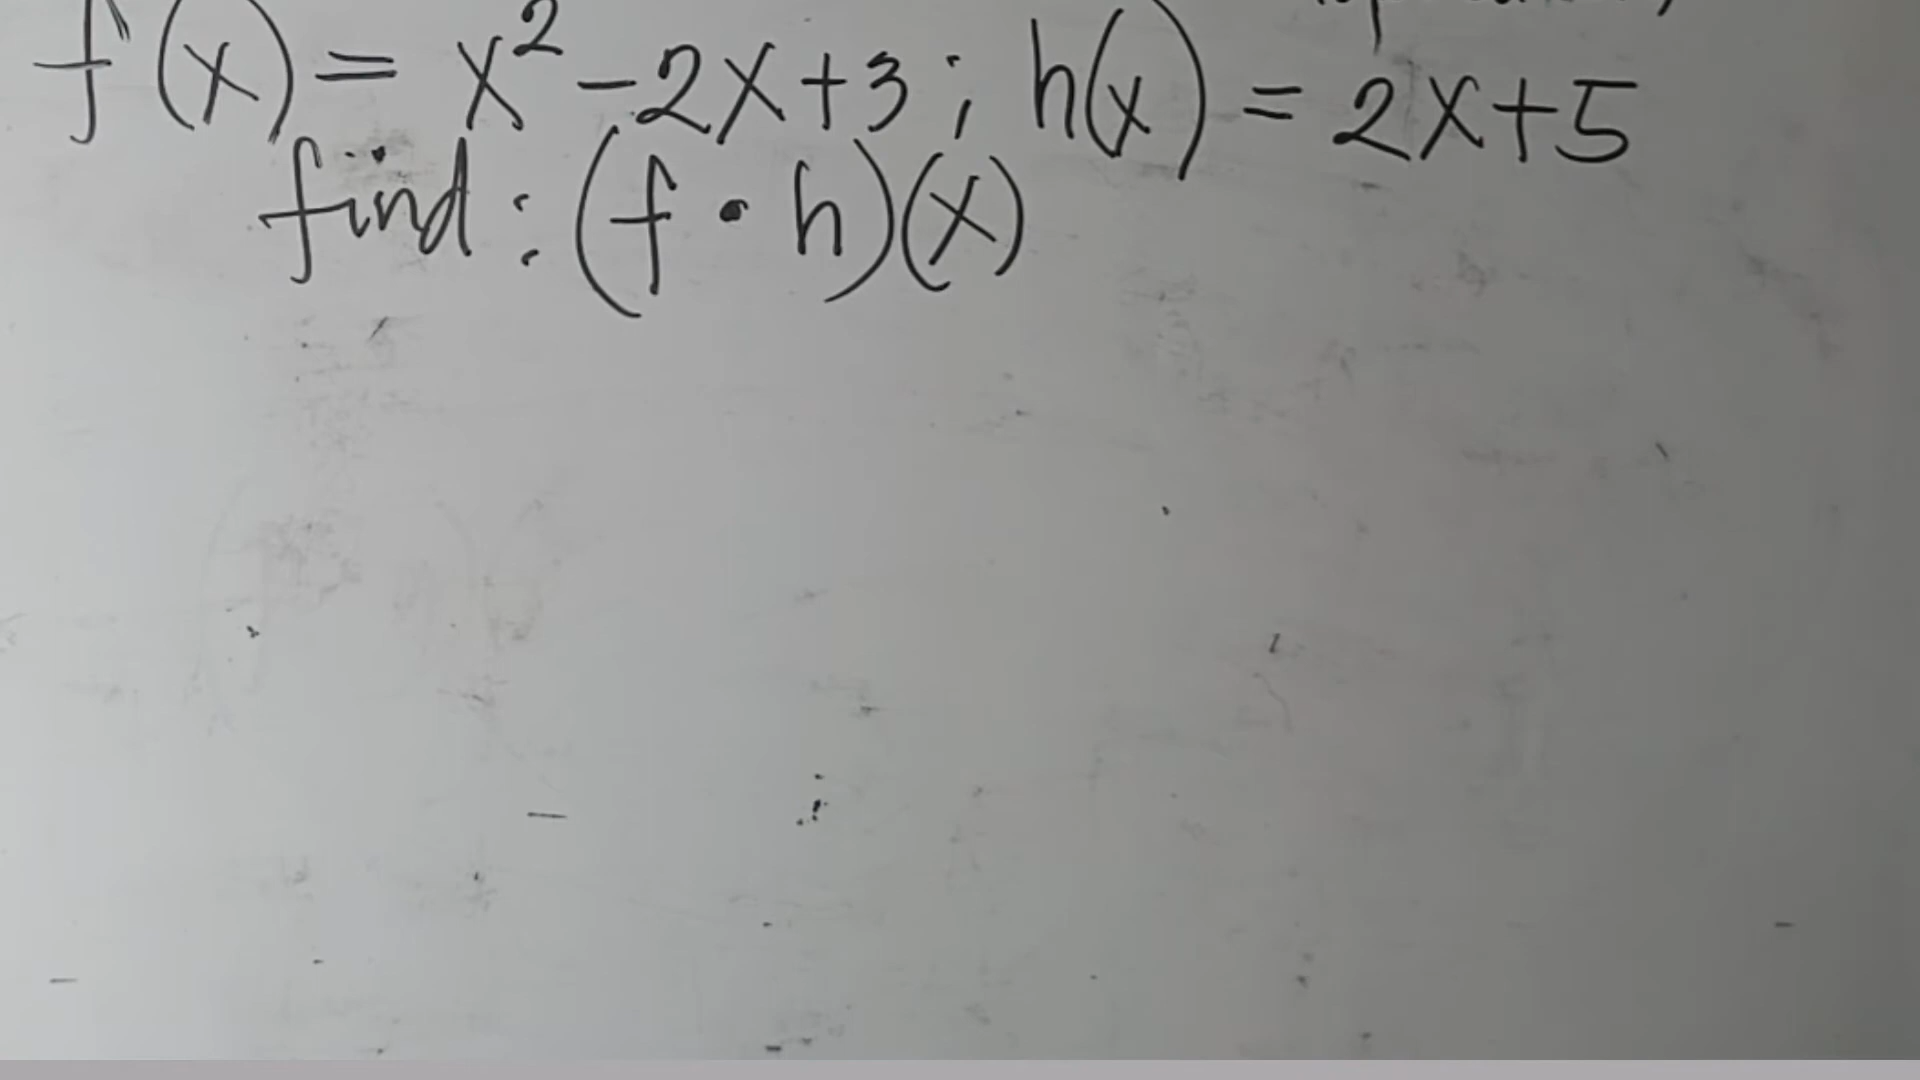 f(x) = x² - 2x + 3 ; h(x) = 2x + 5
find : (f • h)(x)